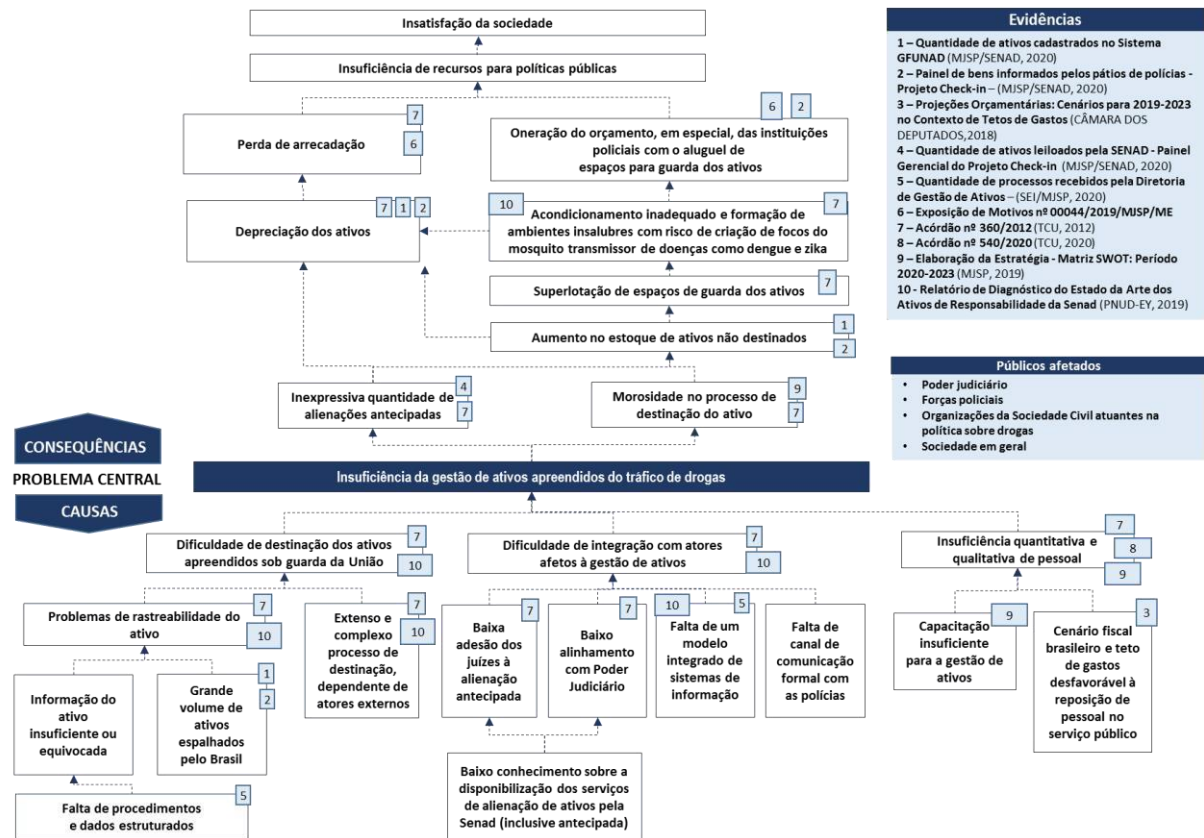 Insatisfação da sociedade
Insuficiência de recursos para políticas públicas
7
Perda de arrecadação
6
6
2
Oneração do orçamento, em especial, das instituições
policiais com o aluguel de
espaços para guarda dos ativos
7
1
2
Depreciação dos ativos
10
7
Acondicionamento inadequado e formação de
ambientes insalubres com risco de criação de focos do
mosquito transmissor de doenças como dengue e zika
Superlotação de espaços de guarda dos ativos
7
Aumento no estoque de ativos não destinados
1
2
Inexpressiva quantidade de
alienações antecipadas
4
7
Morosidade no processo de
destinação do ativo
9
7
Evidências
1 – Quantidade de ativos cadastrados no Sistema
GFUNAD (MJSP/SENAD, 2020)
2 – Painel de bens informados pelos pátios de polícias -
Projeto Check-in – (MJSP/SENAD, 2020)
3 – Projeções Orçamentárias: Cenários para 2019-2023
no Contexto de Tetos de Gastos (CÂMARA DOS
DEPUTADOS,2018)
4 – Quantidade de ativos leiloados pela SENAD - Painel
Gerencial do Projeto Check-in (MJSP/SENAD, 2020)
5 – Quantidade de processos recebidos pela Diretoria
de Gestão de Ativos – (SEI/MJSP, 2020)
6 – Exposição de Motivos nº 00044/2019/MJSP/ME
7 – Acórdão nº 360/2012 (TCU, 2012)
8 – Acórdão nº 540/2020 (TCU, 2020)
9 – Elaboração da Estratégia - Matriz SWOT: Período
2020-2023 (MJSP, 2019)
10 - Relatório de Diagnóstico do Estado da Arte dos
Ativos de Responsabilidade da Senad (PNUD-EY, 2019)
Públicos afetados
• Poder judiciário
• Forças policiais
• Organizações da Sociedade Civil atuantes na
política sobre drogas
• Sociedade em geral
CONSEQUÊNCIAS
PROBLEMA CENTRAL
CAUSAS
Insuficiência da gestão de ativos apreendidos do tráfico de drogas
Dificuldade de destinação dos ativos
apreendidos sob guarda da União
7
10
Dificuldade de integração com atores
afetos à gestão de ativos
7
10
Insuficiência quantitativa e
qualitativa de pessoal
7
8
9
Problemas de rastreabilidade do
ativo
7
10
Extenso e
complexo
processo de
destinação,
dependente de
atores externos
7
10
Baixa
adesão dos
juízes à
alienação
antecipada
7
Baixo
alinhamento
com Poder
Judiciário
7
10
5
Falta de um
modelo
integrado de
sistemas de
informação
Falta de
canal de
comunicação
formal com
as polícias
Capacitação
insuficiente
para a gestão de
ativos
9
3
Cenário fiscal
brasileiro e teto
de gastos
desfavorável à
reposição de
pessoal no
serviço público
Informação do
ativo
insuficiente ou
equivocada
Grande
volume de
ativos
espalhados
pelo Brasil
1
2
Falta de procedimentos
e dados estruturados
5
Baixo conhecimento sobre a
disponibilização dos serviços
de alienação de ativos pela
Senad (inclusive antecipada)